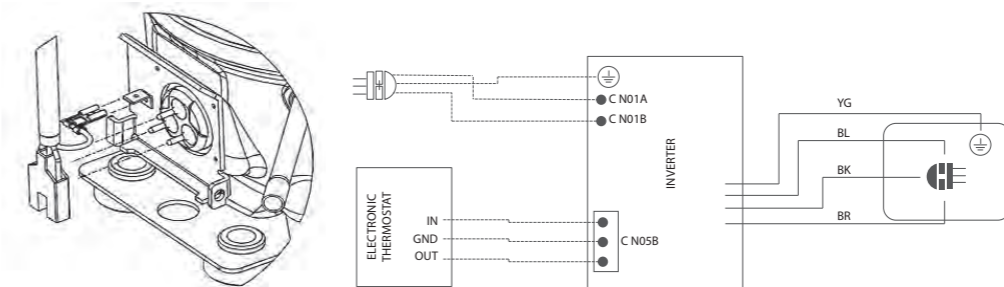 C N01A
C N01B
INVERTER
ELECTRONIC
THERMOSTAT
IN
GND
OUT
C N05B
YG
BL
BK
BR